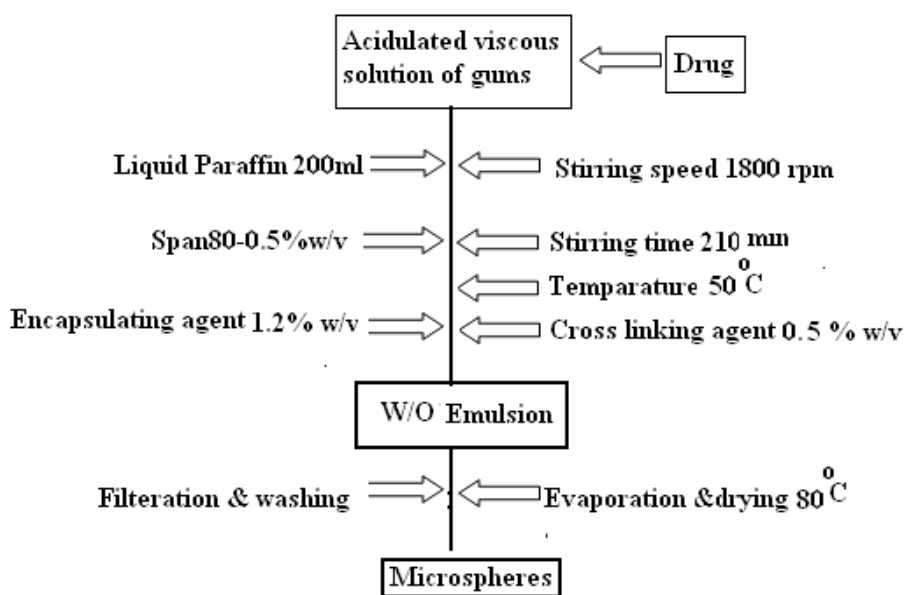 Acidulated viscous
solution of gums
Drug
Liquid Paraffin 200ml
Stirring speed 1800 rpm
Span80-0.5%w/v
Stirring time 210 min
Temparature 50°C
Encapsulating agent 1.2% w/v
Cross linking agent 0.5 % w/v
W/O Emulsion
Filteration & washing
Evaporation &drying 80°C
Microspheres